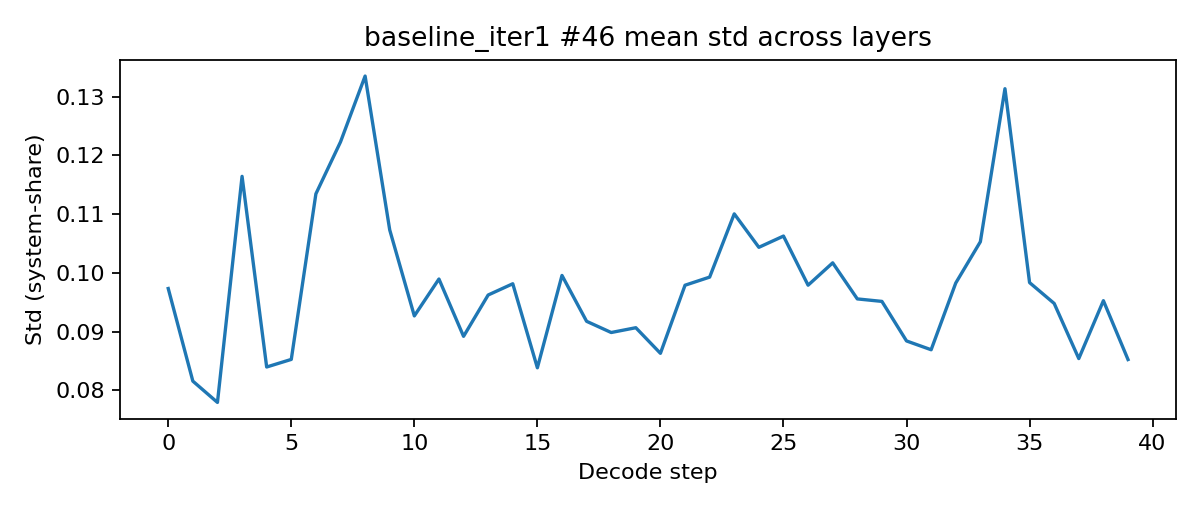 baseline_iter1 #46 mean std across layers
Std (system-share)
0.13
0.12
0.11
0.10
0.09
0.08
0 5 10 15 20 25 30 35 40
Decode step